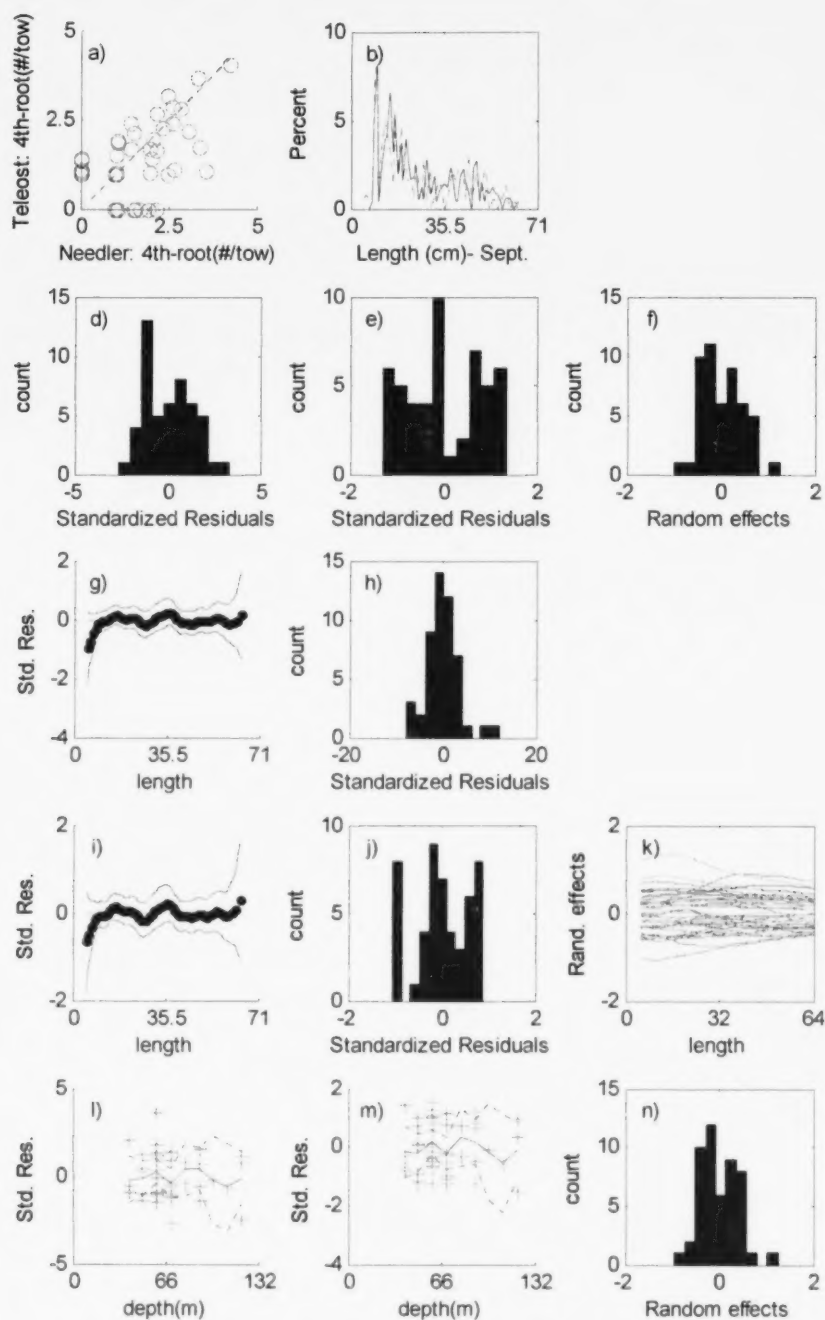 a)
Teleost: 4th-root(#/tow)
5
2.5
0
0
2.5
5
Needler: 4th-root(#/tow)
b)
Percent
10
5
0
0
35.5
71
Length (cm)- Sept.
d)
count
15
10
5
0
-5
0
5
Standardized Residuals
e)
count
10
5
0
-2
0
2
Standardized Residuals
f)
count
15
10
5
0
-2
0
2
Random effects
g)
Std. Res.
2
0
-2
-4
0
35.5
71
length
h)
count
15
10
5
0
-20
0
20
Standardized Residuals
i)
Std. Res.
2
0
-2
0
35.5
71
length
j)
count
10
5
0
-2
0
2
Standardized Residuals
k)
Rand. effects
2
0
-2
0
32
64
length
l)
Std. Res.
5
0
-5
0
66
132
depth(m)
m)
Std. Res.
2
0
-2
-4
0
66
132
depth(m)
n)
count
15
10
5
0
-2
0
2
Random effects